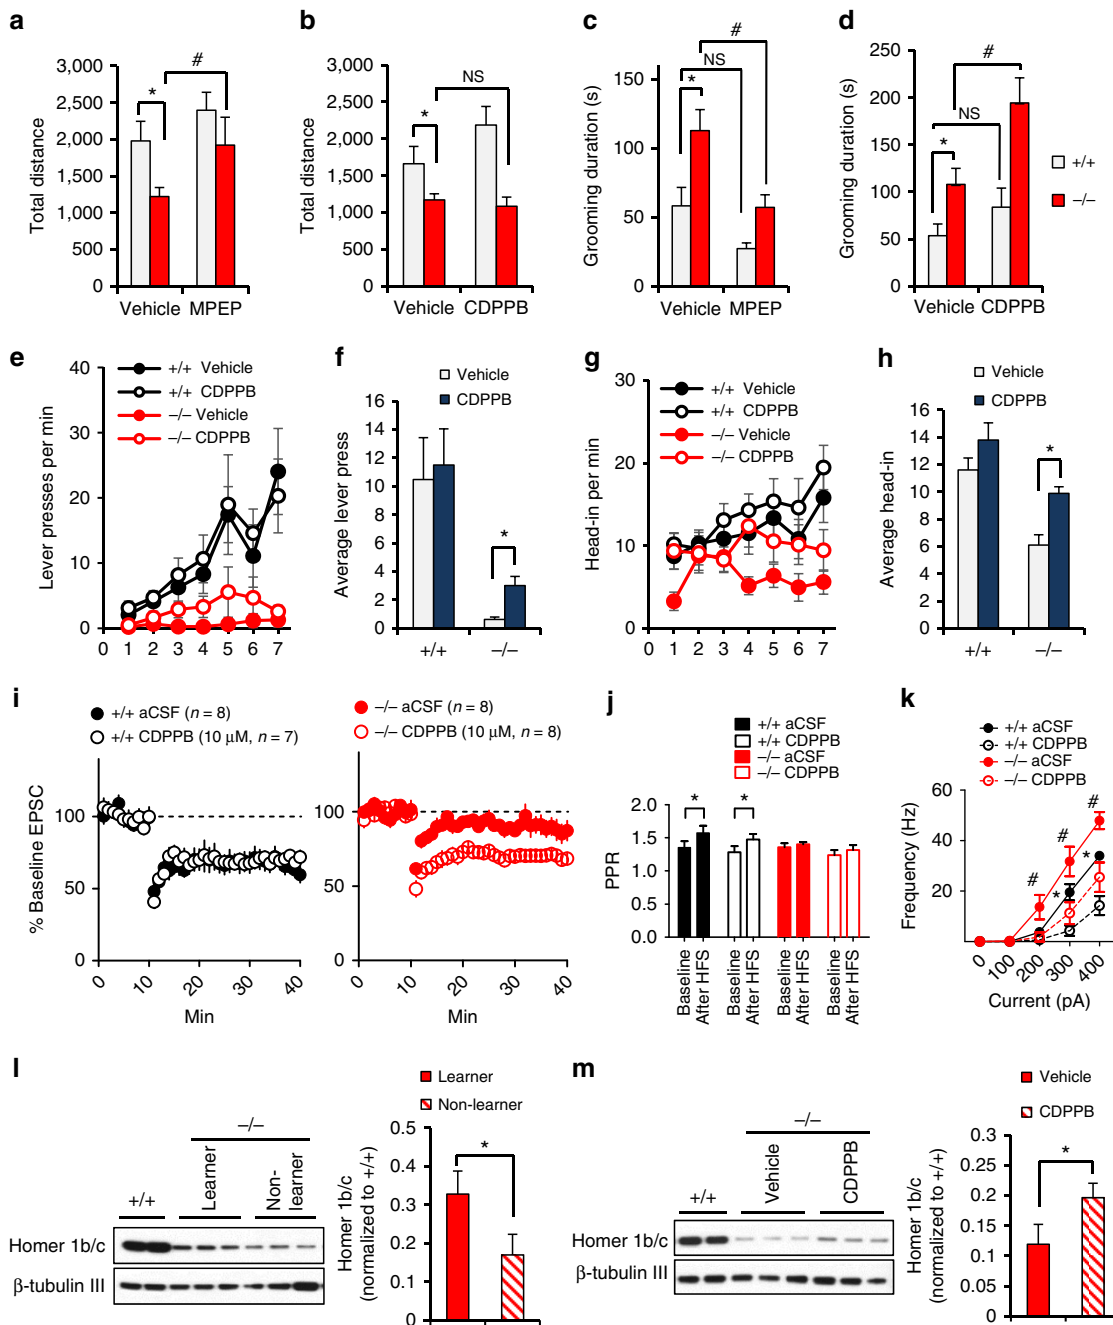 a
#
*
3,000
2,500
2,000
1,500
1,000
500
0
Total distance
Vehicle MPEP
b
NS
*
3,000
2,500
2,000
1,500
1,000
500
0
Total distance
Vehicle CDPPB
c
#
NS
*
150
100
50
0
Grooming duration (s)
Vehicle MPEP
d
#
NS
*
250
200
150
100
50
0
Grooming duration (s)
Vehicle CDPPB
+/+
−/−
e
+/+ Vehicle
+/+ CDPPB
−/− Vehicle
−/− CDPPB
40
30
20
10
0
Lever presses per min
0 1 2 3 4 5 6 7
f
Vehicle
CDPPB
16
14
12
10
8
6
4
2
0
Average lever press
*
+/+ −/−
g
+/+ Vehicle
+/+ CDPPB
−/− Vehicle
−/− CDPPB
30
20
10
0
Head-in per min
0 1 2 3 4 5 6 7
h
Vehicle
CDPPB
16
14
12
10
8
6
4
2
0
Average head-in
*
+/+ −/−
i
+/+ aCSF (n = 8)
+/+ CDPPB (10 μM, n = 7)
100
50
0
% Baseline EPSC
0 10 20 30 40
Min
−/− aCSF (n = 8)
−/− CDPPB (10 μM, n = 8)
100
50
0
0 10 20 30 40
Min
j
+/+ aCSF
+/+ CDPPB
−/− aCSF
−/− CDPPB
2.0
1.5
1.0
0.5
0.0
PPR
* *
Baseline
After HFS
Baseline
After HFS
Baseline
After HFS
Baseline
After HFS
k
+/+ aCSF
+/+ CDPPB
−/− aCSF
−/− CDPPB
60
40
20
0
Frequency (Hz)
# # #
* *
0 100 200 300 400
Current (pA)
l
−/−
+/+
Learner
Non-
learner
Homer 1b/c
β-tubulin III
Learner
Non-learner
0.5
0.4
0.3
0.2
0.1
0
Homer 1b/c
(normalized to +/+)
*
m
−/−
+/+
Vehicle
CDPPB
Homer 1b/c
β-tubulin III
Vehicle
CDPPB
0.3
0.25
0.2
0.15
0.1
0.05
0
Homer 1b/c
(normalized to +/+)
*